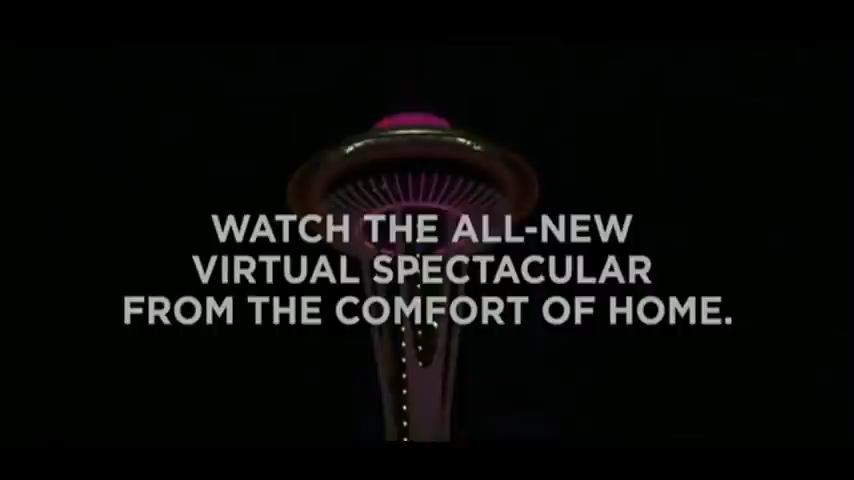 WATCH THE ALL-NEW
VIRTUAL SPECTACULAR
FROM THE COMFORT OF HOME.